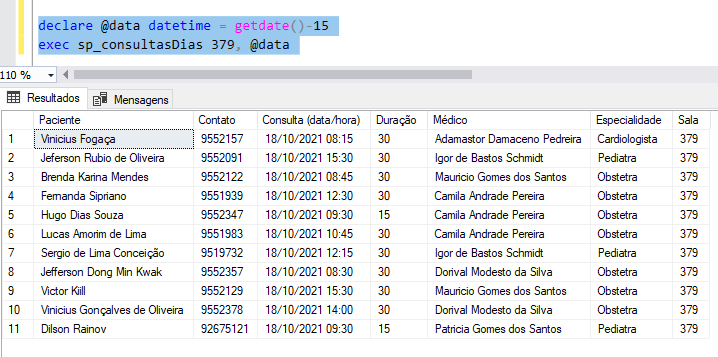 declare @data datetime = getdate()-15
exec sp_consultasDias 379, @data
110 %
Resultados Mensagens
Paciente Contato Consulta (data/hora) Duração Médico Especialidade Sala
1 Vinicius Fogaça 9552157 18/10/2021 08:15 30 Adamastor Damaceno Pedreira Cardiologista 379
2 Jeferson Rubio de Oliveira 9552091 18/10/2021 15:30 30 Igor de Bastos Schmidt Pediatra 379
3 Brenda Karina Mendes 9552122 18/10/2021 08:45 30 Mauricio Gomes dos Santos Obstetra 379
4 Fernanda Sipriano 9551939 18/10/2021 12:30 30 Camila Andrade Pereira Obstetra 379
5 Hugo Dias Souza 9552347 18/10/2021 09:30 15 Camila Andrade Pereira Obstetra 379
6 Lucas Amorim de Lima 9551983 18/10/2021 10:45 30 Camila Andrade Pereira Obstetra 379
7 Sergio de Lima Conceição 9519732 18/10/2021 12:15 30 Igor de Bastos Schmidt Pediatra 379
8 Jefferson Dong Min Kwak 9552357 18/10/2021 08:30 30 Dorival Modesto da Silva Obstetra 379
9 Victor Kiill 9552129 18/10/2021 15:30 30 Mauricio Gomes dos Santos Obstetra 379
10 Vinicius Gonçalves de Oliveira 9552378 18/10/2021 14:00 30 Dorival Modesto da Silva Obstetra 379
11 Dilson Rainov 92675121 18/10/2021 09:30 15 Patricia Gomes dos Santos Pediatra 379